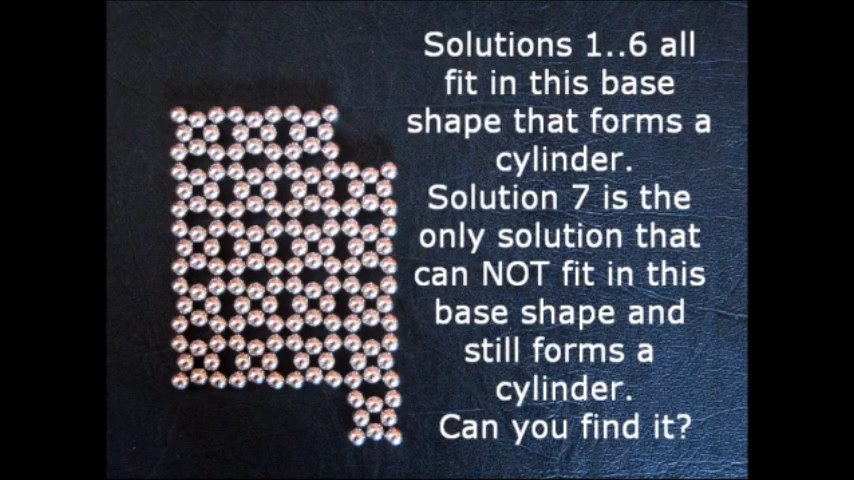 Solutions 1..6 all
fit in this base
shape that forms a
cylinder.
Solution 7 is the
only solution that
can NOT fit in this
base shape and
still forms a
cylinder.
Can you find it?